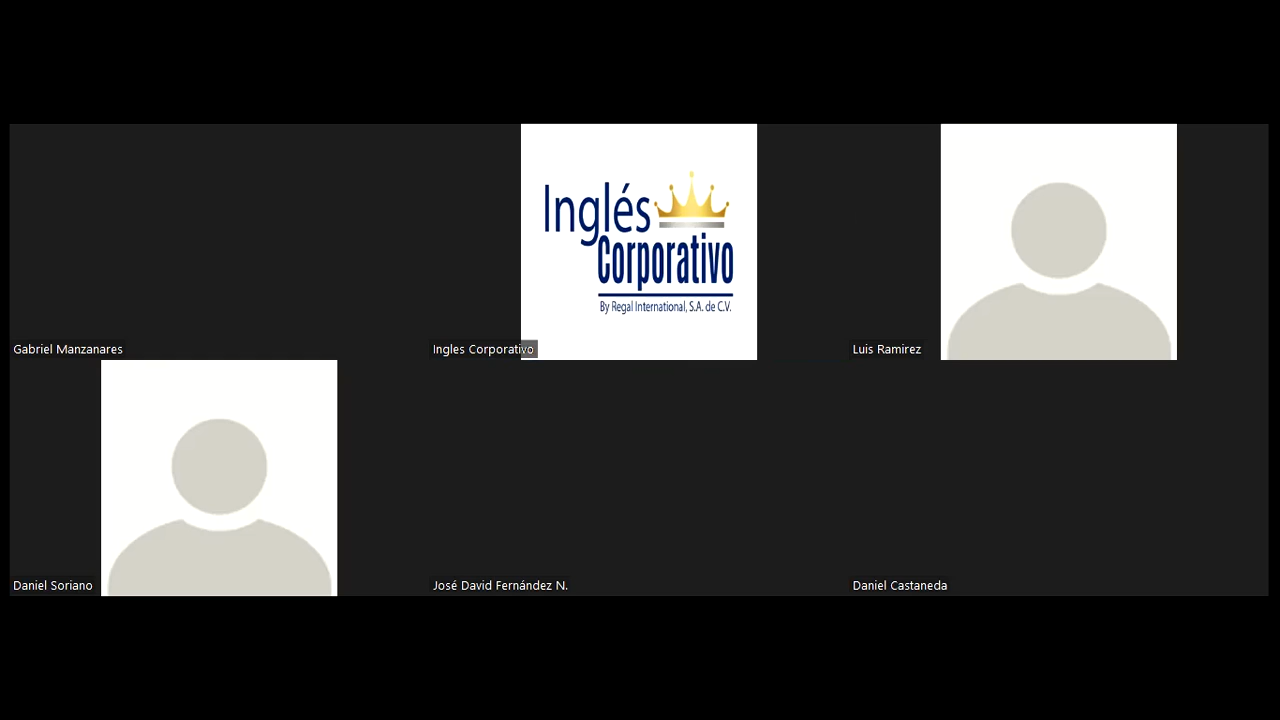 Inglés
Corporativo
By Regal International, S.A. de C.V.
Gabriel Manzanares
Ingles Corporativo
Luis Ramirez
Daniel Soriano
José David Fernández N.
Daniel Castaneda